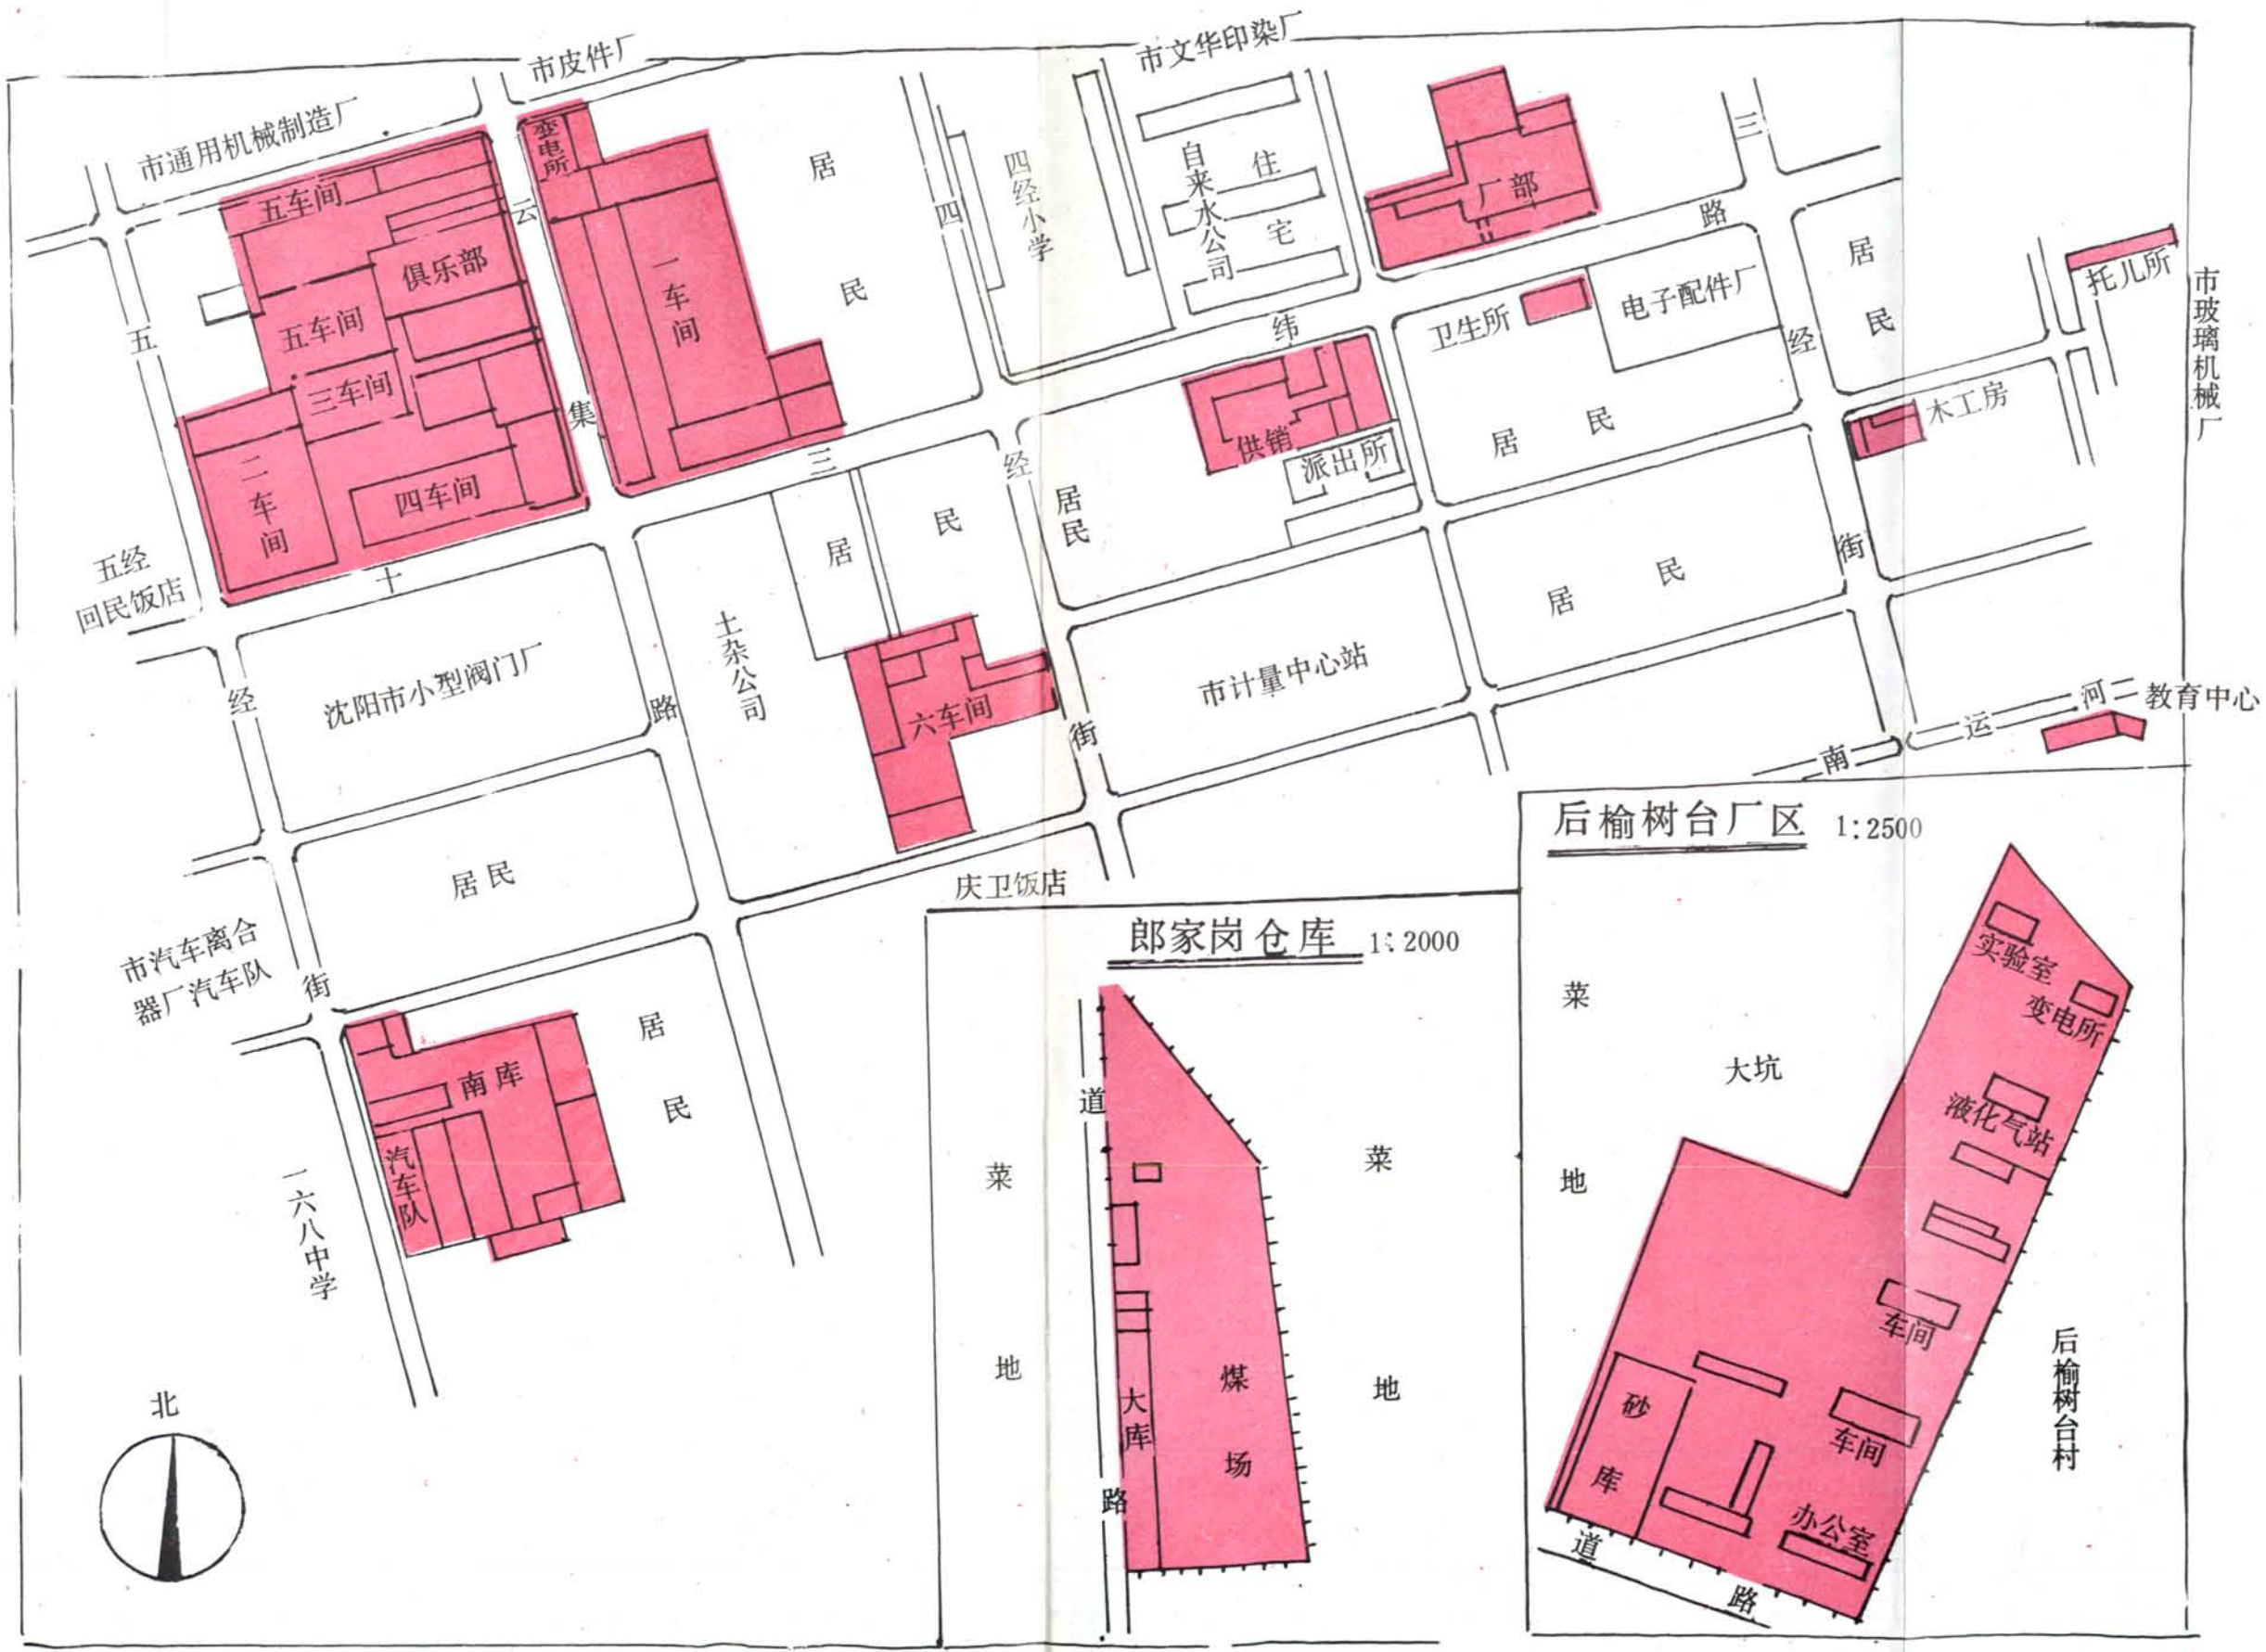 市皮件厂
市文华印染厂
市通用机械制造厂
变电所
五车间
俱乐部
五车间
三车间
二车间
四车间
一车间
居民
四经小学
自来水公司
住宅
厂部
卫生所
电子配件厂
居民
托儿所
市玻璃机械厂
木工房
供销
派出所
居民
居民
居民
居民
五经街
云集路
四经街
三经街
十三纬路
五经
回民饭店
沈阳市小型阀门厂
土杂公司
六车间
市计量中心站
南运河
教育中心
居民
庆卫饭店
市汽车离合
器厂汽车队
南库
汽车队
居民
一六八中学
北
郎家岗仓库 1:2000
道路
菜地
菜地
大库
煤场
后榆树台厂区 1:2500
菜地
大坑
实验室
变电所
液化气站
车间
车间
砂库
办公室
道路
后榆树台村